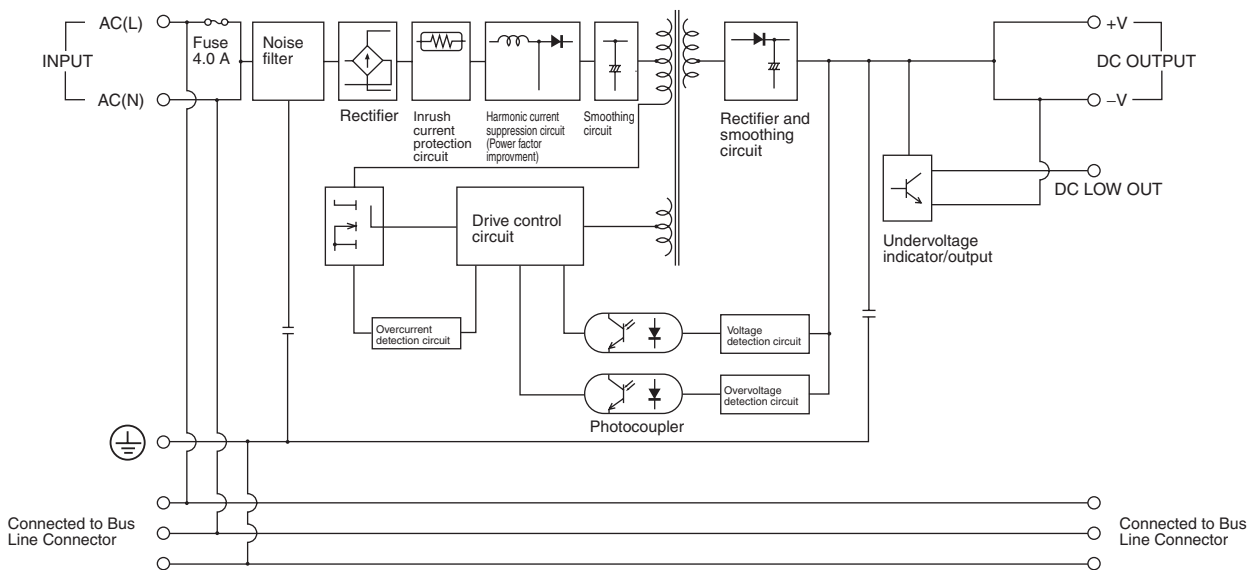 AC(L)
INPUT
AC(N)
Fuse
4.0 A
Noise
filter
Rectifier
Inrush
current
protection
circuit
Harmonic current
suppression circuit
(Power factor
improvment)
Smoothing
circuit
Rectifier and
smoothing
circuit
+V
DC OUTPUT
–V
DC LOW OUT
Undervoltage
indicator/output
Drive control
circuit
Overcurrent
detection circuit
Voltage
detection circuit
Overvoltage
detection circuit
Photocoupler
Connected to Bus
Line Connector
Connected to Bus
Line Connector